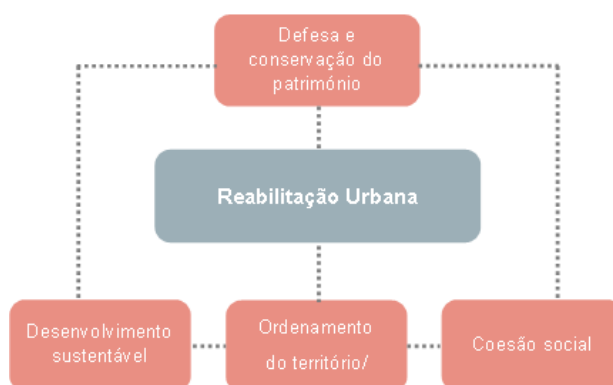 Defesa e
conservação do
património
Reabilitação Urbana
Desenvolvimento
sustentável
Ordenamento
do território/
Coesão social